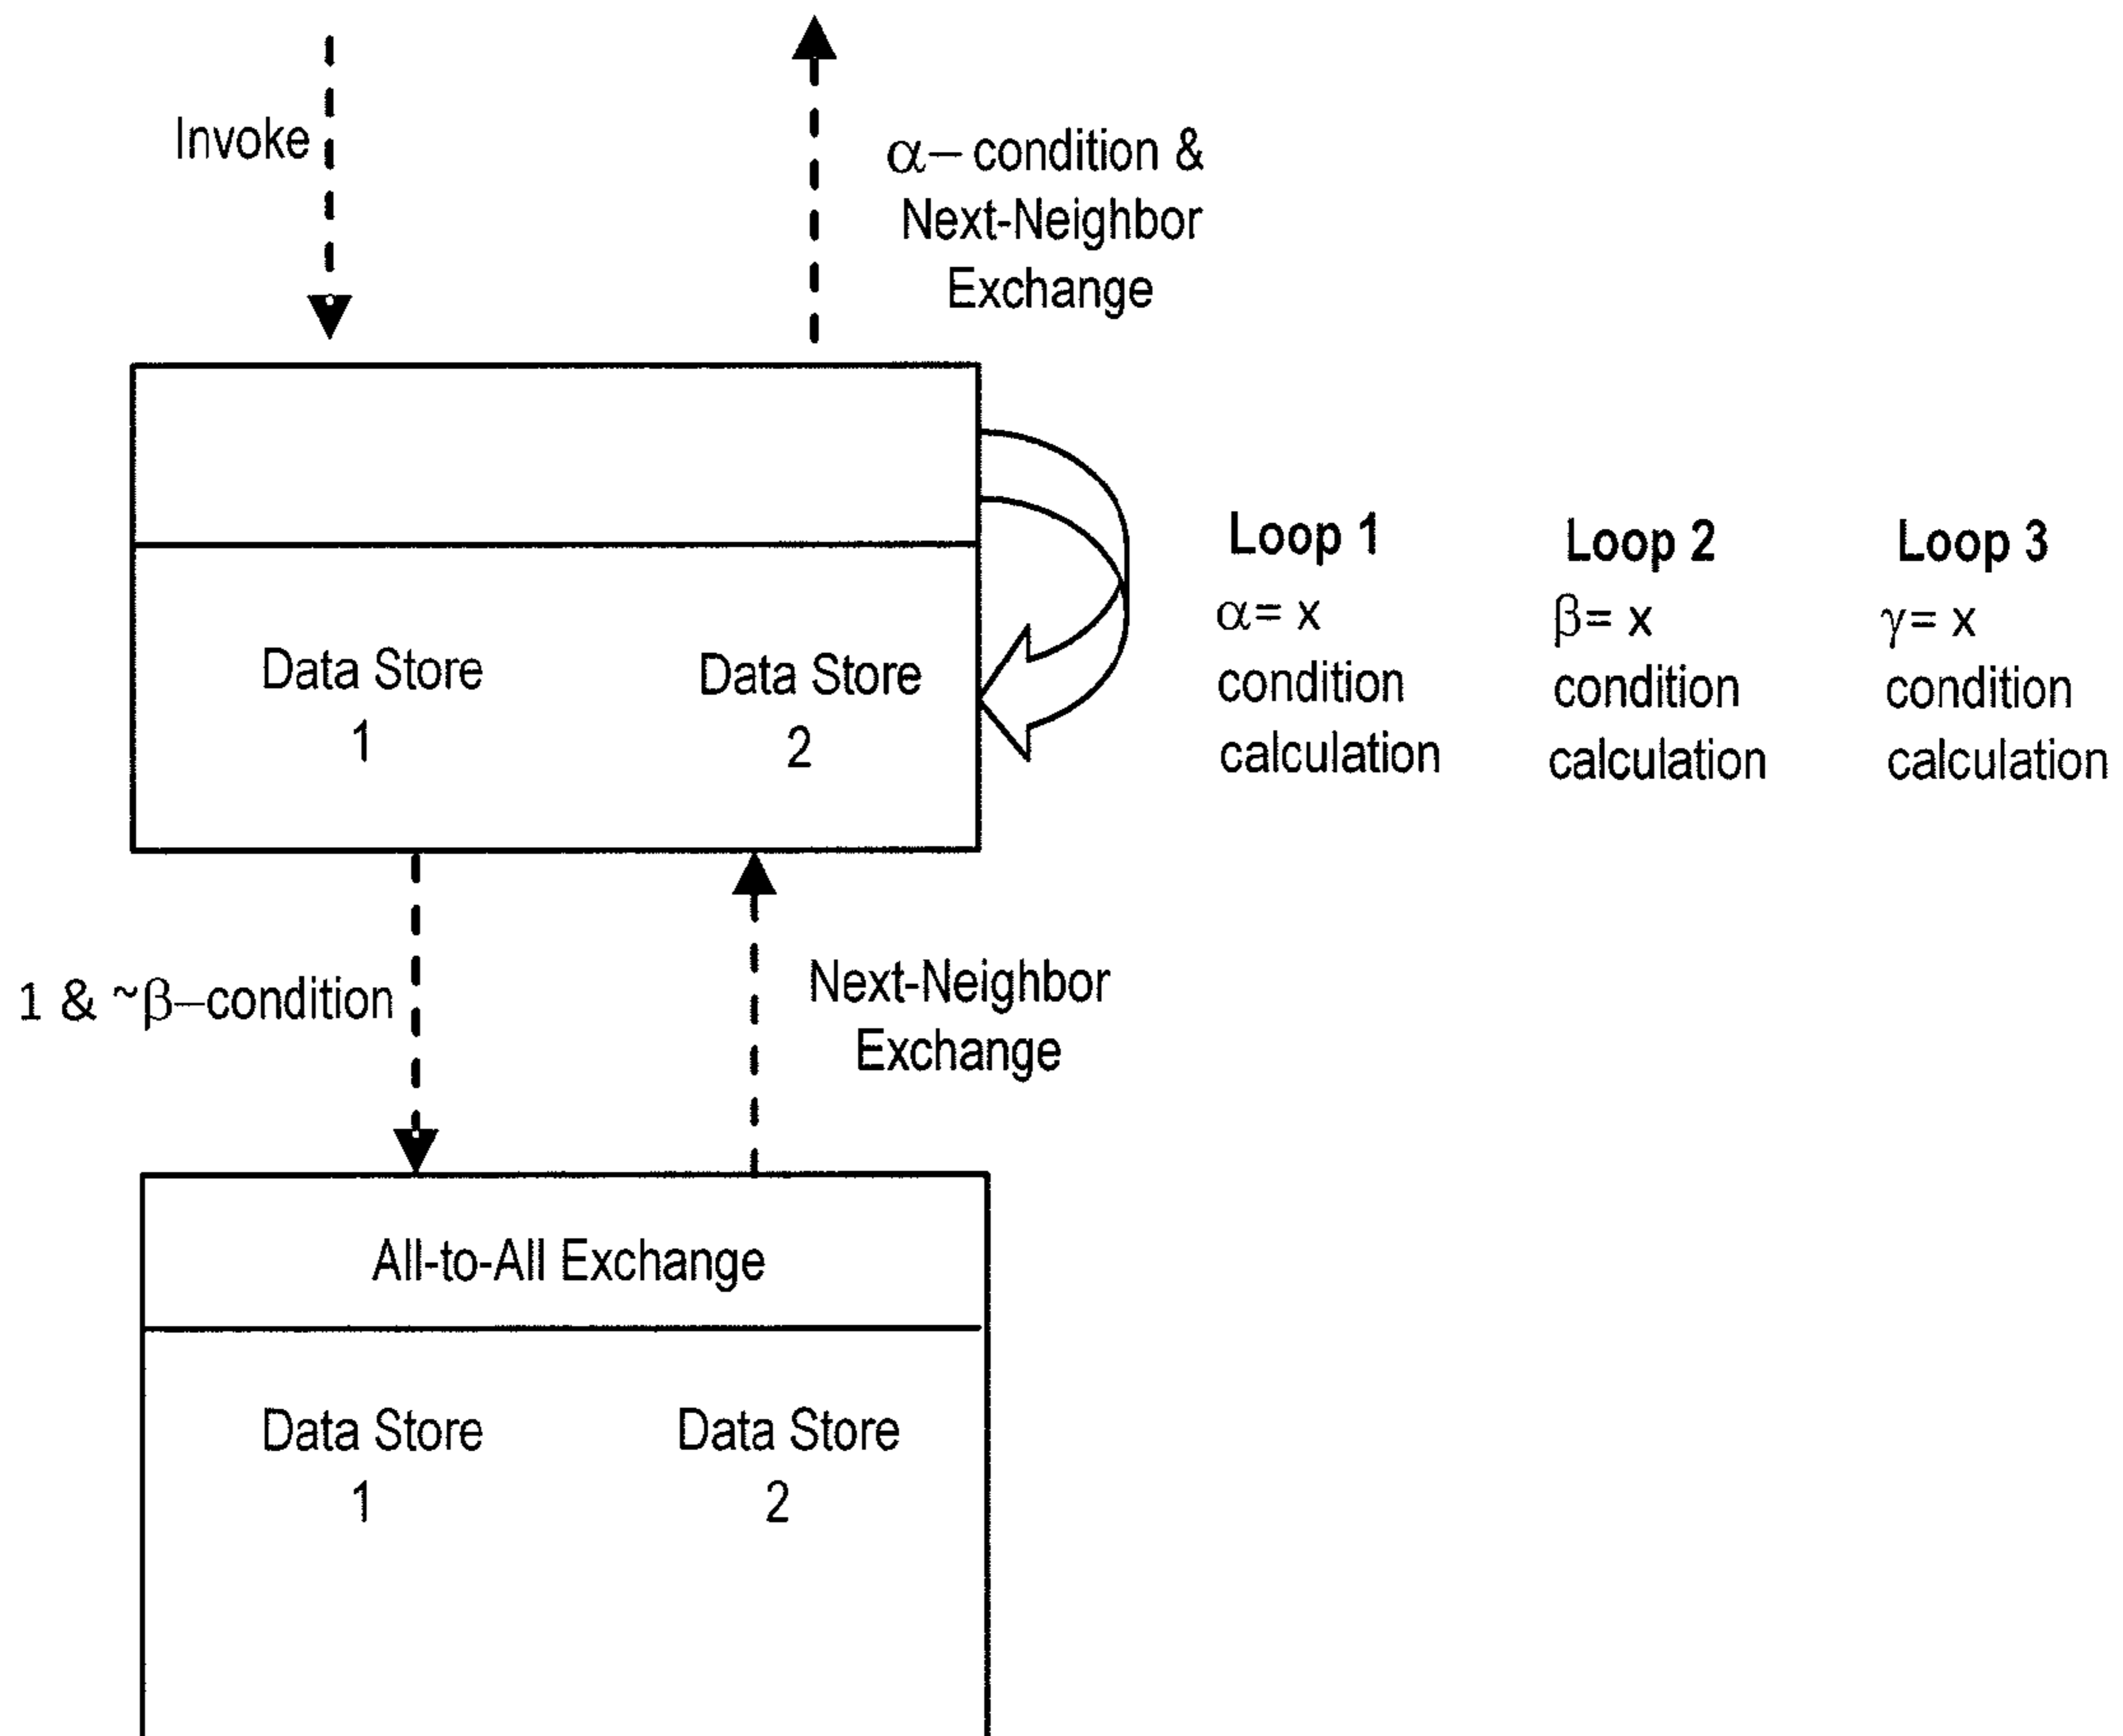 Invoke
α– condition &
Next-Neighbor
Exchange
Loop 1
α= x
condition
calculation
Loop 2
β= x
condition
calculation
Loop 3
γ= x
condition
calculation
Data Store
1
Data Store
2
1 & ~β–condition
Next-Neighbor
Exchange
All-to-All Exchange
Data Store
1
Data Store
2